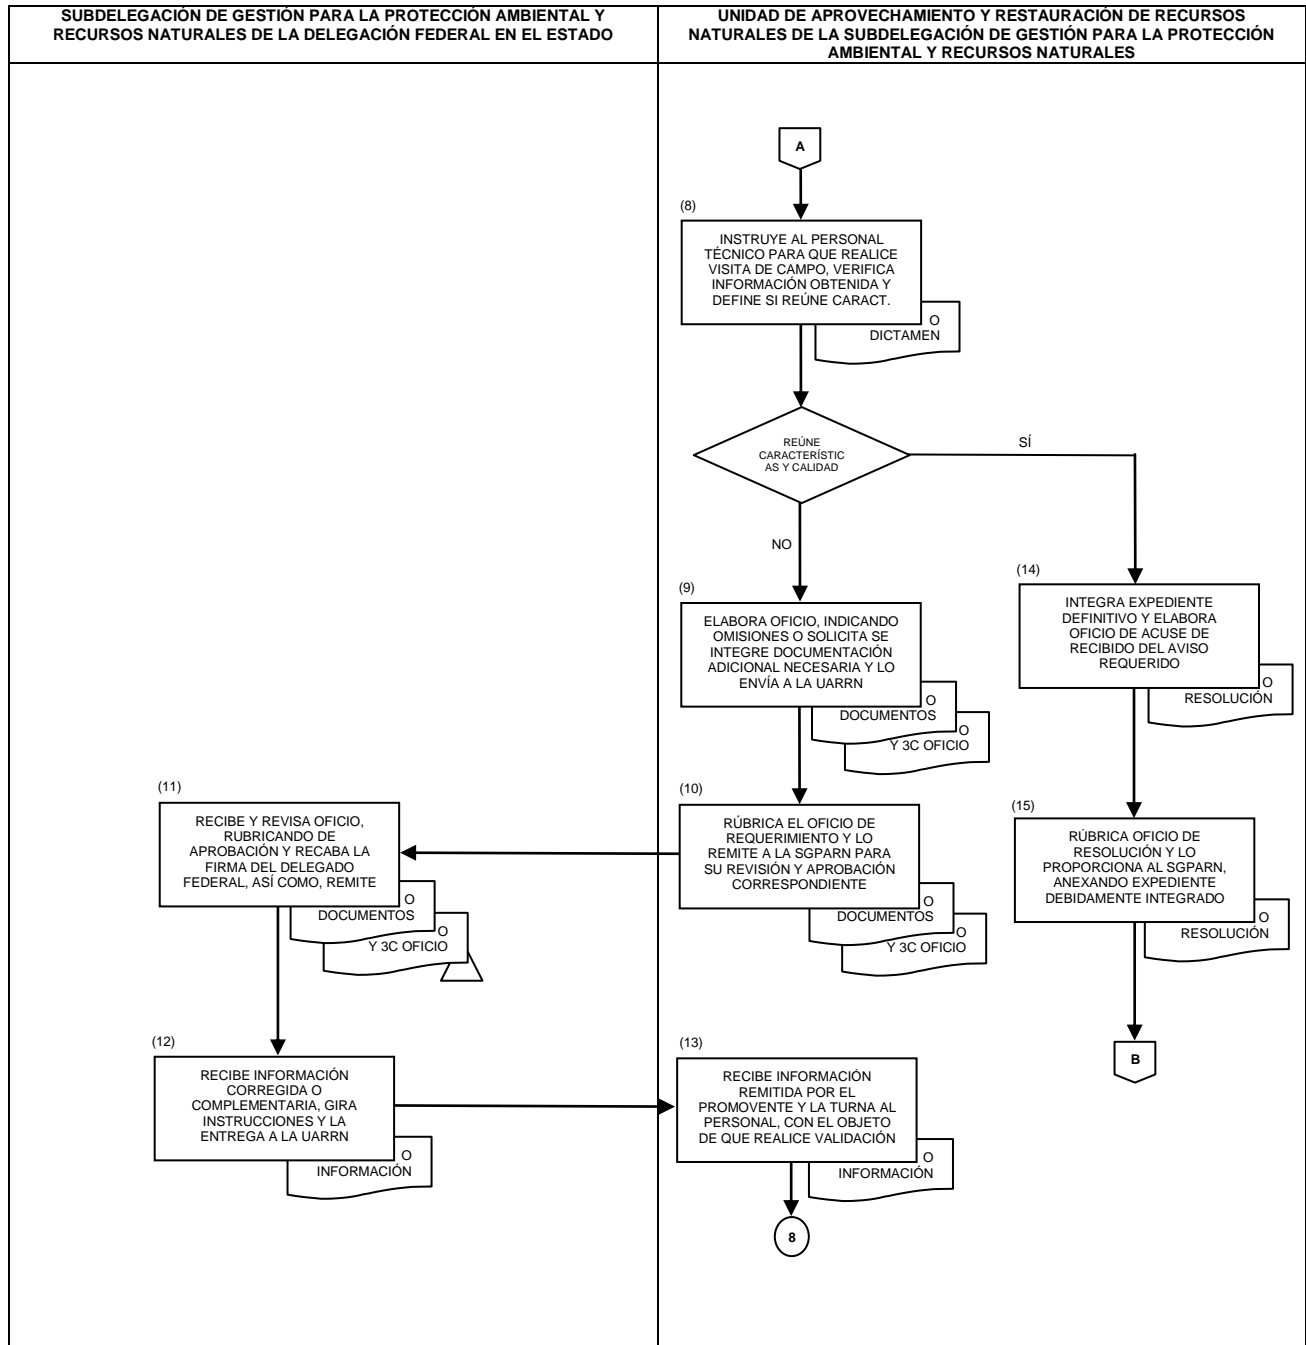 SUBDELEGACIÓN DE GESTIÓN PARA LA PROTECCIÓN AMBIENTAL Y
RECURSOS NATURALES DE LA DELEGACIÓN FEDERAL EN EL ESTADO
UNIDAD DE APROVECHAMIENTO Y RESTAURACIÓN DE RECURSOS
NATURALES DE LA SUBDELEGACIÓN DE GESTIÓN PARA LA PROTECCIÓN
AMBIENTAL Y RECURSOS NATURALES
A
(8)
INSTRUYE AL PERSONAL
TÉCNICO PARA QUE REALICE
VISITA DE CAMPO, VERIFICA
INFORMACIÓN OBTENIDA Y
DEFINE SI REÚNE CARACT.
O
DICTAMEN
REÚNE
CARACTERÍSTIC
AS Y CALIDAD
SÍ
NO
(9)
ELABORA OFICIO, INDICANDO
OMISIONES O SOLICITA SE
INTEGRE DOCUMENTACIÓN
ADICIONAL NECESARIA Y LO
ENVÍA A LA UARRN
O
DOCUMENTOS
O
Y 3C OFICIO
(14)
INTEGRA EXPEDIENTE
DEFINITIVO Y ELABORA
OFICIO DE ACUSE DE
RECIBIDO DEL AVISO
REQUERIDO
O
RESOLUCIÓN
(11)
RECIBE Y REVISA OFICIO,
RUBRICANDO DE
APROBACIÓN Y RECABA LA
FIRMA DEL DELEGADO
FEDERAL, ASÍ COMO, REMITE
O
DOCUMENTOS
O
Y 3C OFICIO
(10)
RÚBRICA EL OFICIO DE
REQUERIMIENTO Y LO
REMITE A LA SGPARN PARA
SU REVISIÓN Y APROBACIÓN
CORRESPONDIENTE
O
DOCUMENTOS
O
Y 3C OFICIO
(15)
RÚBRICA OFICIO DE
RESOLUCIÓN Y LO
PROPORCIONA AL SGPARN,
ANEXANDO EXPEDIENTE
DEBIDAMENTE INTEGRADO
O
RESOLUCIÓN
B
(12)
RECIBE INFORMACIÓN
CORREGIDA O
COMPLEMENTARIA, GIRA
INSTRUCCIONES Y LA
ENTREGA A LA UARRN
O
INFORMACIÓN
(13)
RECIBE INFORMACIÓN
REMITIDA POR EL
PROMOVENTE Y LA TURNA AL
PERSONAL, CON EL OBJETO
DE QUE REALICE VALIDACIÓN
O
INFORMACIÓN
8